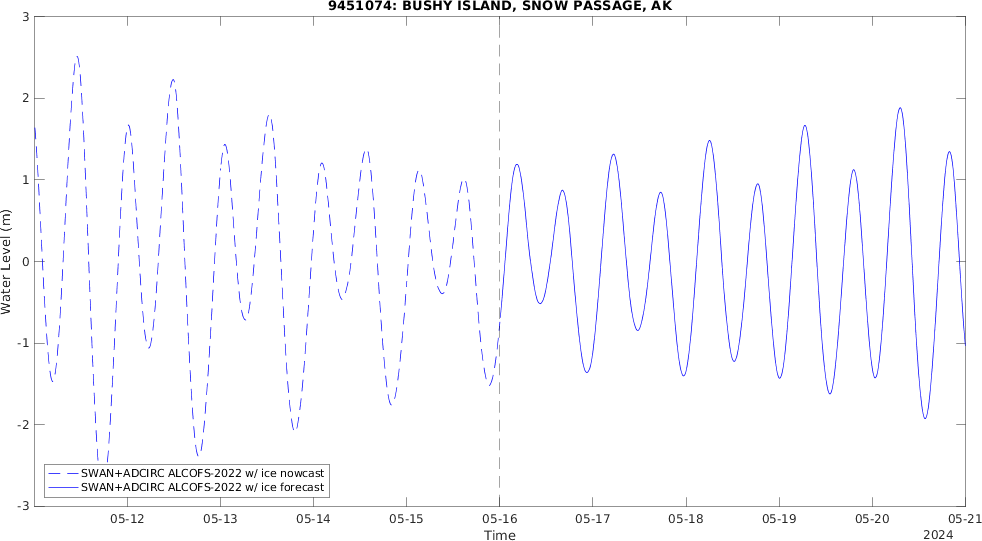 9451074: BUSHY ISLAND, SNOW PASSAGE, AK
3
2
1
0
-1
-2
-3
Water Level (m)
SWAN+ADCIRC ALCOFS-2022 w/ ice nowcast
SWAN+ADCIRC ALCOFS-2022 w/ ice forecast
05-12 05-13 05-14 05-15 05-16 05-17 05-18 05-19 05-20 05-21
Time
2024